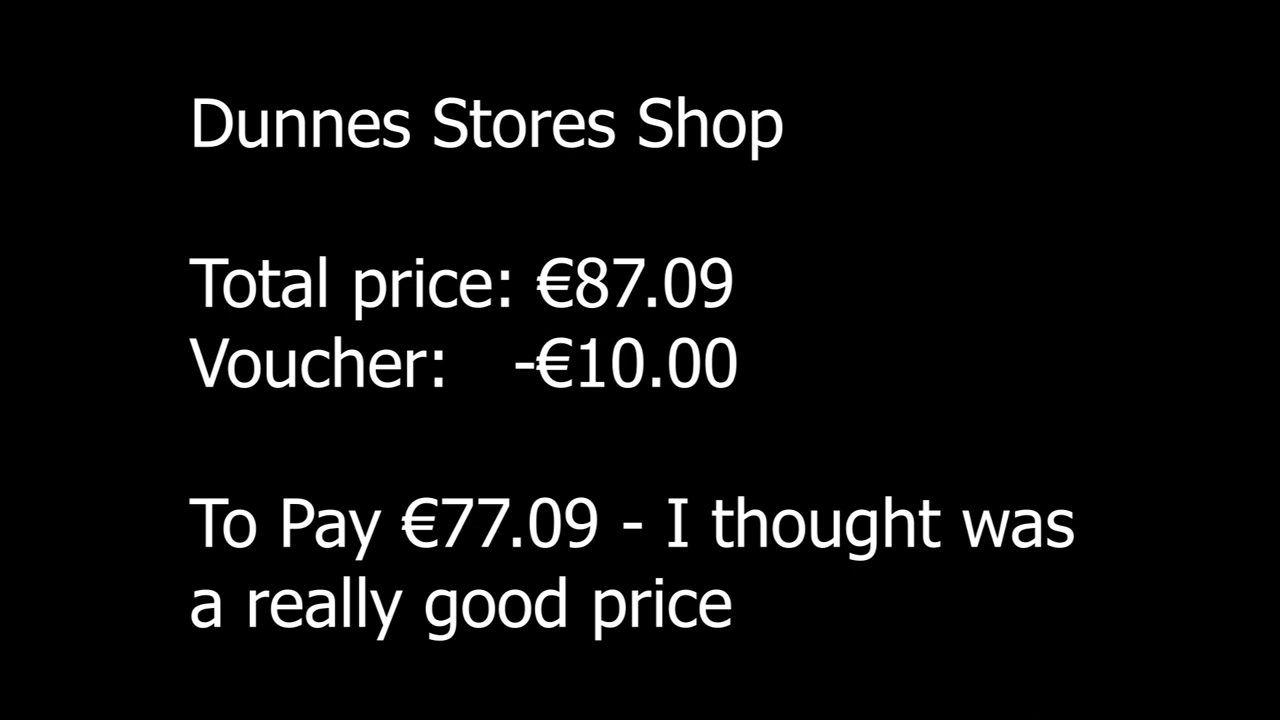 Dunnes Stores Shop
Total price: €87.09
Voucher: -€10.00
To Pay €77.09 - I thought was
a really good price